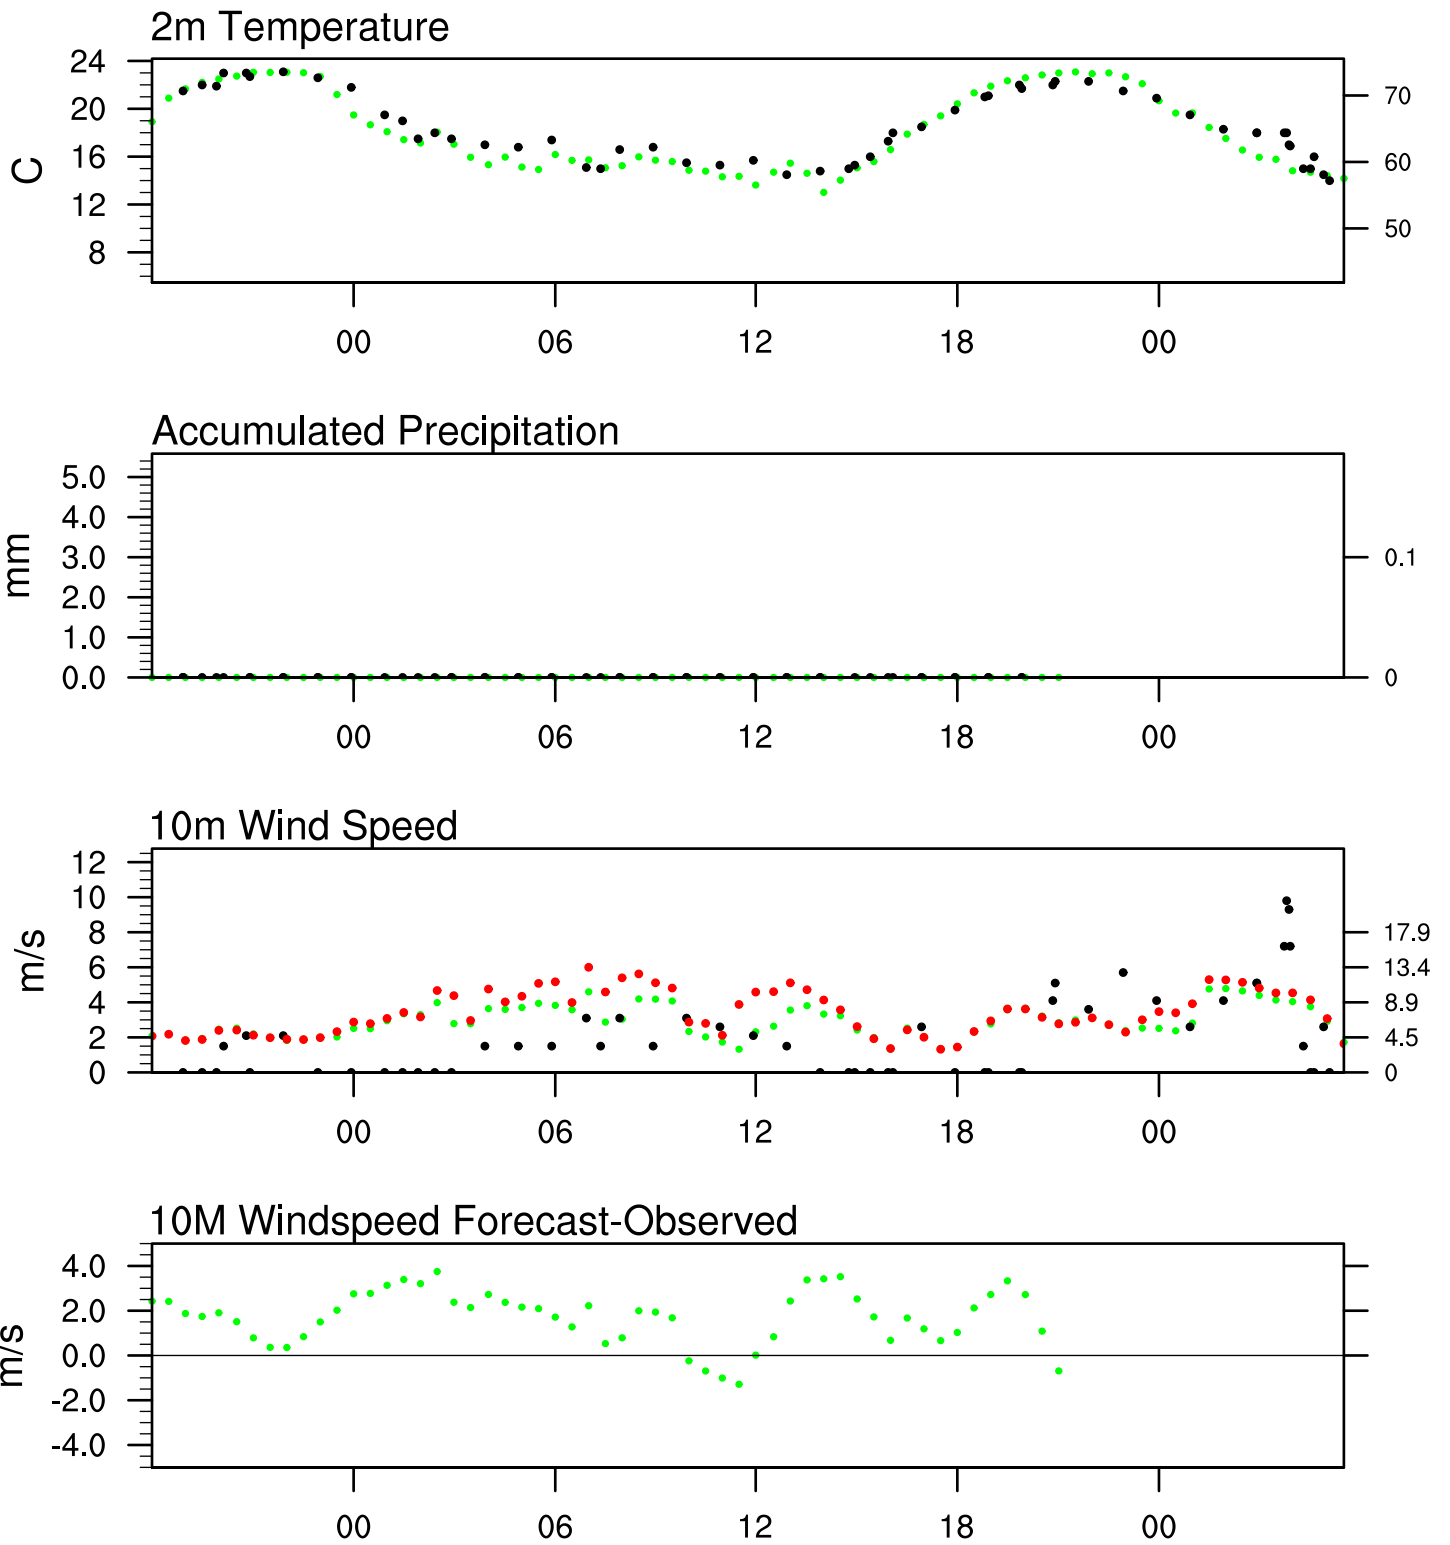 2m Temperature
24
20
16
12
8
C
70
60
50
00 06 12 18 00
Accumulated Precipitation
5.0
4.0
3.0
2.0
1.0
0.0
mm
0.1
0
00 06 12 18 00
10m Wind Speed
12
10
8
6
4
2
0
m/s
17.9
13.4
8.9
4.5
0
00 06 12 18 00
10M Windspeed Forecast-Observed
4.0
2.0
0.0
-2.0
-4.0
m/s
00 06 12 18 00